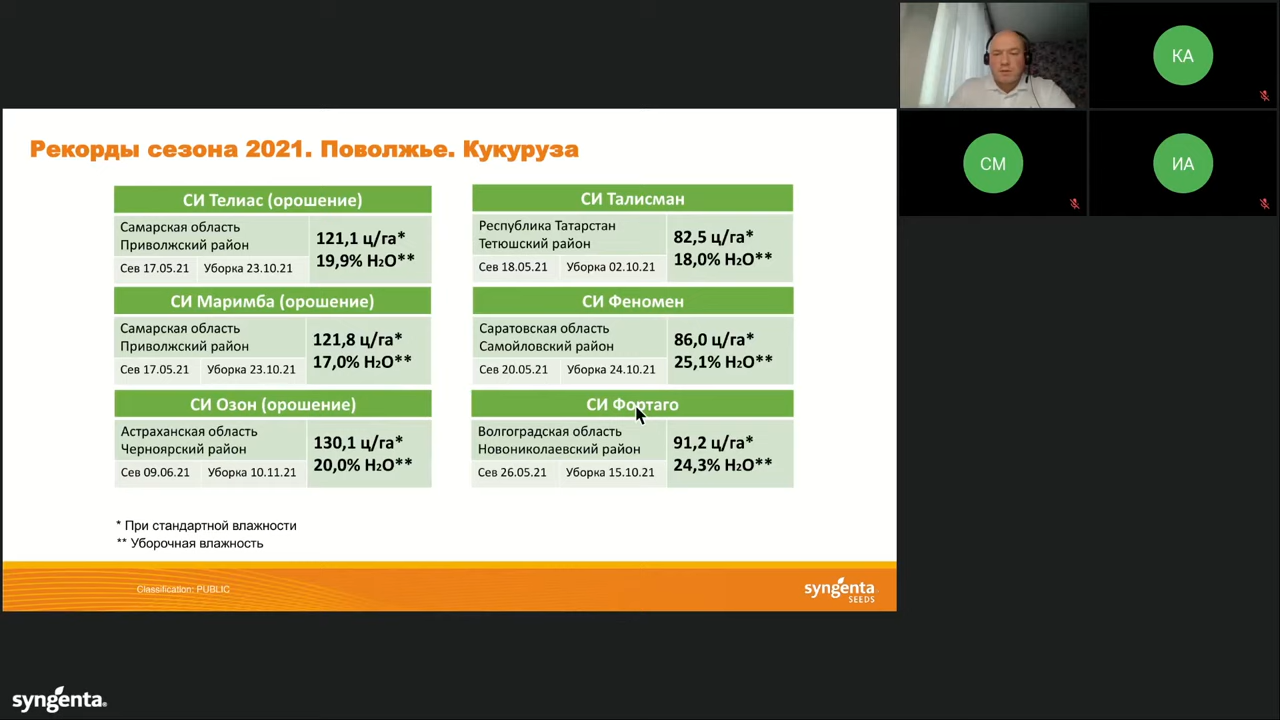 Рекорды сезона 2021. Поволжье. Кукуруза
СИ Телиас (орошение)
Самарская область
Приволжский район
121,1 ц/га*
19,9% H₂O**
Сев 17.05.21 Уборка 23.10.21
СИ Маримба (орошение)
Самарская область
Приволжский район
121,8 ц/га*
17,0% H₂O**
Сев 17.05.21 Уборка 23.10.21
СИ Озон (орошение)
Астраханская область
Черноярский район
130,1 ц/га*
20,0% H₂O**
Сев 09.06.21 Уборка 10.11.21
СИ Талисман
Республика Татарстан
Тетюшский район
82,5 ц/га*
18,0% H₂O**
Сев 18.05.21 Уборка 02.10.21
СИ Феномен
Саратовская область
Самойловский район
86,0 ц/га*
25,1% H₂O**
Сев 20.05.21 Уборка 24.10.21
СИ Фортаго
Волгоградская область
Новониколаевский район
91,2 ц/га*
24,3% H₂O**
Сев 26.05.21 Уборка 15.10.21
* При стандартной влажности
** Уборочная влажность
Classification: PUBLIC
syngenta
SEEDS
КА
СМ
ИА
syngenta.